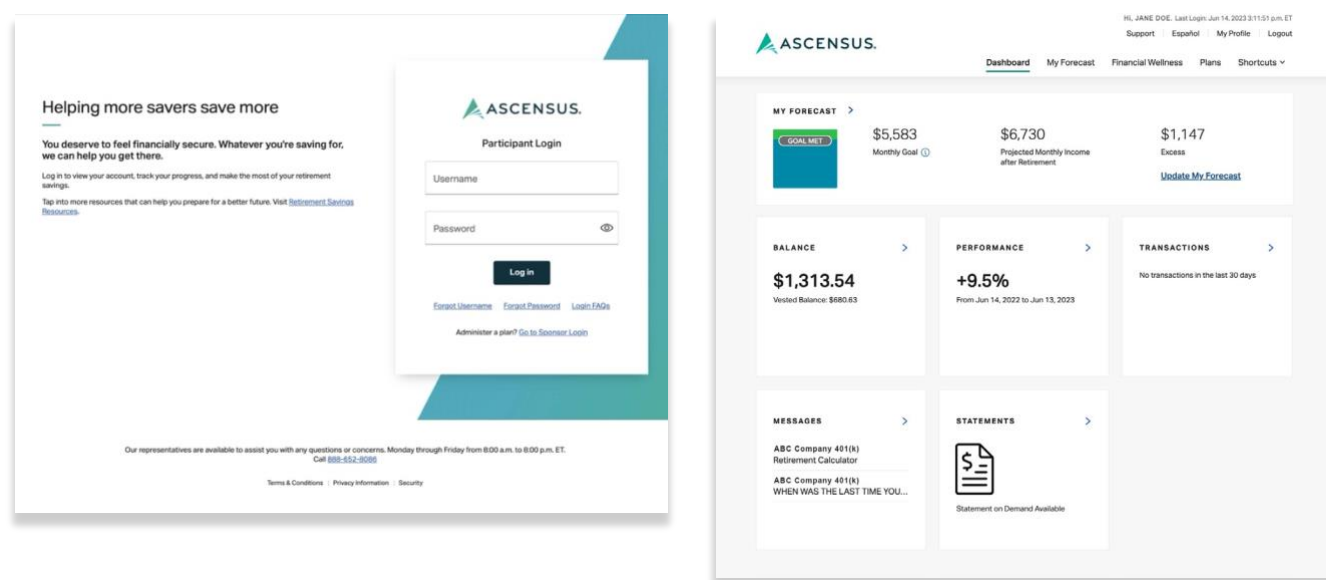 Helping more savers save more
You deserve to feel financially secure. Whatever you're saving for,
we can help you get there.
Log in to view your account, track your progress, and make the most of your retirement
savings.
Tap into more resources that can help you prepare for a better future. Visit Retirement Savings
Resources.
ASCENSUS.
Participant Login
Username
Password
Log in
Forgot Username Forgot Password Login FAQs
Administer a plan? Go to Sponsor Login
Our representatives are available to assist you with any questions or concerns. Monday through Friday from 8:00 a.m. to 8:00 p.m. ET.
Call 888-652-8086
Terms & Conditions | Privacy Information | Security
Hi, JANE DOE, Last Login: Jun 14, 2023 3:11:51 p.m. ET
Support Español My Profile Logout
ASCENSUS.
Dashboard My Forecast Financial Wellness Plans Shortcuts
MY FORECAST
GOAL MET
$5,583
Monthly Goal
$6,730
Projected Monthly Income
after Retirement
$1,147
Excess
Update My Forecast
BALANCE
$1,313.54
Vested Balance: $680.63
PERFORMANCE
+9.5%
From Jun 14, 2022 to Jun 13, 2023
TRANSACTIONS
No transactions in the last 30 days
MESSAGES
ABC Company 401(k)
Retirement Calculator
ABC Company 401(k)
WHEN WAS THE LAST TIME YOU...
STATEMENTS
Statement on Demand Available